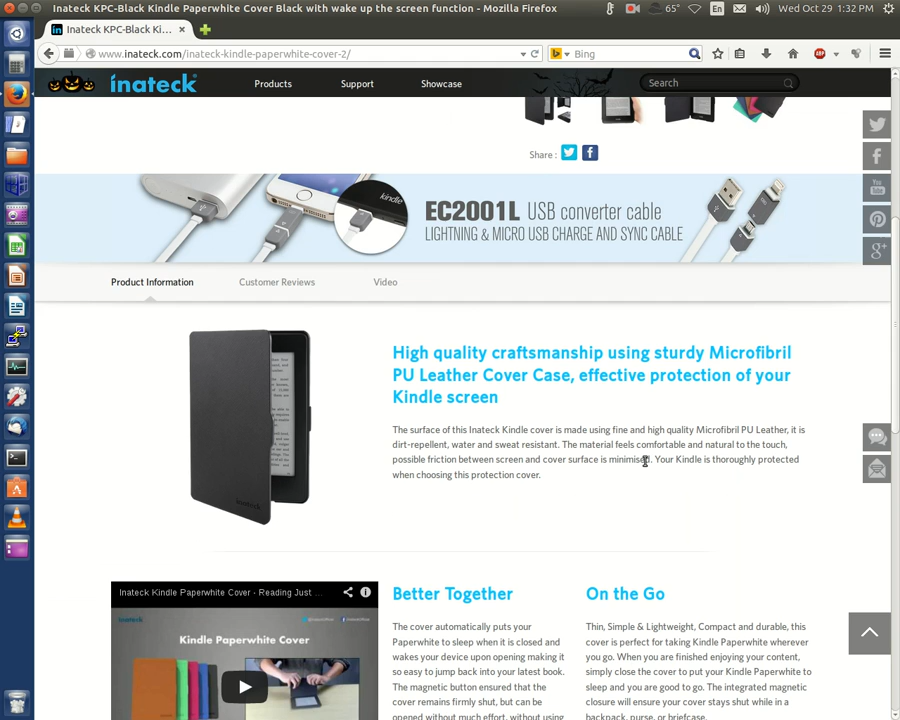 Inateck KPC-Black Kindle Paperwhite Cover Black with wake up the screen function - Mozilla Firefox
65° En Wed Oct 29 1:32 PM
Inateck KPC-Black Ki...
www.inateck.com/inateck-kindle-paperwhite-cover-2/
Bing
ABP
inateck
Products
Support
Showcase
Search
Share :
kindle
EC2001L USB converter cable
LIGHTNING & MICRO USB CHARGE AND SYNC CABLE
You Tube
Product Information
Customer Reviews
Video
High quality craftsmanship using sturdy Microfibril
PU Leather Cover Case, effective protection of your
Kindle screen
The surface of this Inateck Kindle cover is made using fine and high quality Microfibril PU Leather, it is
dirt-repellent, water and sweat resistant. The material feels comfortable and natural to the touch,
possible friction between screen and cover surface is minimised. Your Kindle is thoroughly protected
when choosing this protection cover.
Inateck Kindle Paperwhite Cover - Reading Just ...
Kindle Paperwhite Cover
Better Together
The cover automatically puts your
Paperwhite to sleep when it is closed and
wakes your device upon opening making it
so easy to jump back into your latest book.
The magnetic button ensured that the
cover remains firmly shut, but can be
opened without much effort, without using
On the Go
Thin, Simple & Lightweight, Compact and durable, this
cover is perfect for taking Kindle Paperwhite wherever
you go. When you are finished enjoying your content,
simply close the cover to put your Kindle Paperwhite to
sleep and you are good to go. The integrated magnetic
closure will ensure your cover stays shut while in a
backpack, purse, or briefcase.